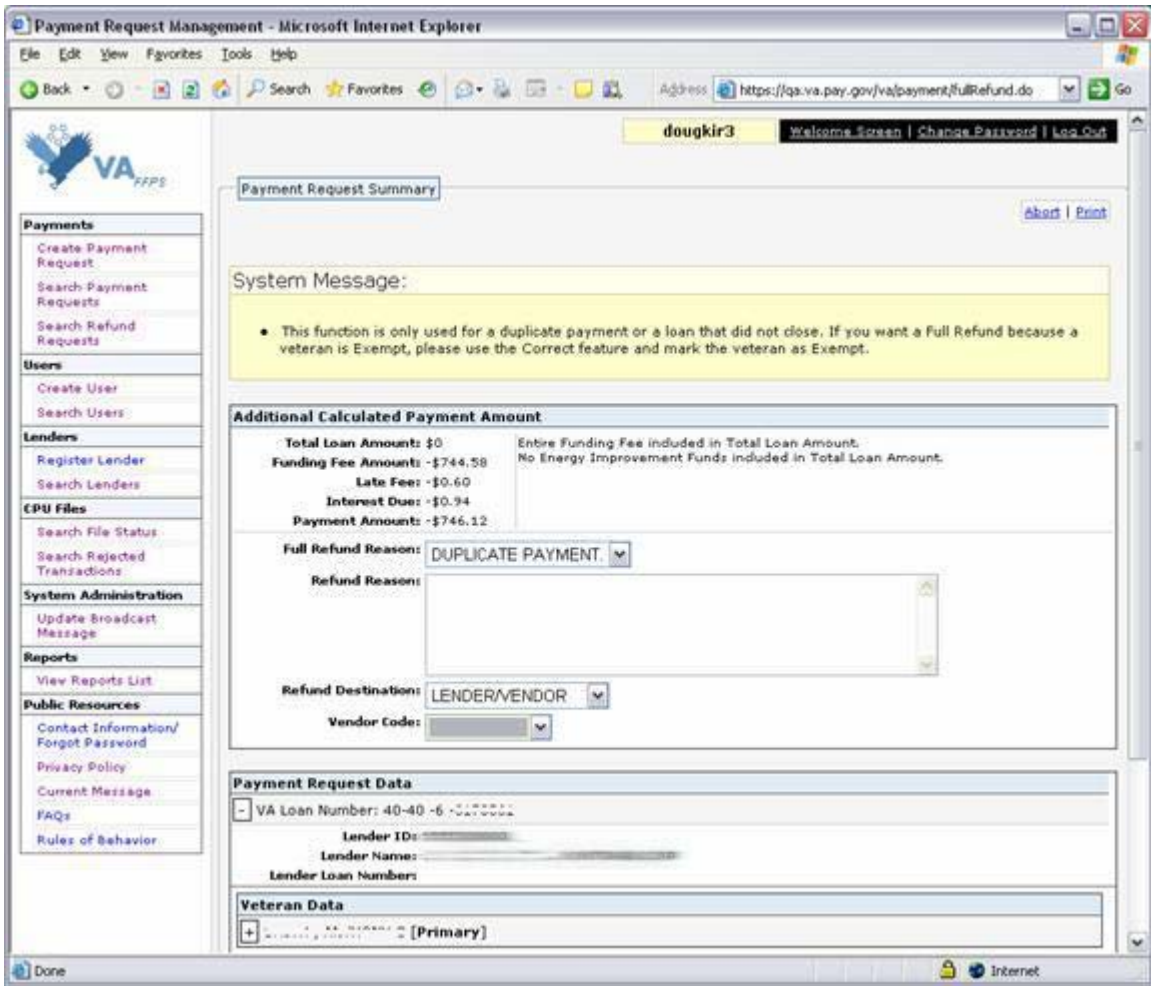 Payment Request Management - Microsoft Internet Explorer
File Edit View Favorites Tools Help
Back Search Favorites Address https://qa.va.pay.gov/va/payment/fullRefund.do Go
VA FFPS
dougkir3 Welcome Screen | Change Password | Log Out
Payment Request Summary
Abort | Print
Payments
Create Payment
Request
Search Payment
Requests
Search Refund
Requests
Users
Create User
Search Users
Lenders
Register Lender
Search Lenders
CPU Files
Search File Status
Search Rejected
Transactions
System Administration
Update Broadcast
Message
Reports
View Reports List
Public Resources
Contact Information/
Forgot Password
Privacy Policy
Current Message
FAQs
Rules of Behavior
System Message:
• This function is only used for a duplicate payment or a loan that did not close. If you want a Full Refund because a
veteran is Exempt, please use the Correct feature and mark the veteran as Exempt.
Additional Calculated Payment Amount
Total Loan Amount: $0 Entire Funding Fee included in Total Loan Amount.
Funding Fee Amount: -$744.58 No Energy Improvement Funds included in Total Loan Amount.
Late Fee: -$0.60
Interest Due: -$0.94
Payment Amount: -$746.12
Full Refund Reason: DUPLICATE PAYMENT.
Refund Reason:
Refund Destination: LENDER/VENDOR
Vendor Code:
Payment Request Data
- VA Loan Number: 40-40 -6 -
Lender ID:
Lender Name:
Lender Loan Number:
Veteran Data
+ [Primary]
Done Internet